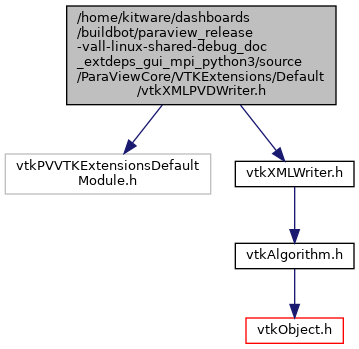 /home/kitware/dashboards
/buildbot/paraview_release
-vall-linux-shared-debug_doc
_extdeps_gui_mpi_python3/source
/ParaViewCore/VTKExtensions/Default
/vtkXMLPVDWriter.h
vtkPVVTKExtensionsDefault
Module.h
vtkXMLWriter.h
vtkAlgorithm.h
vtkObject.h